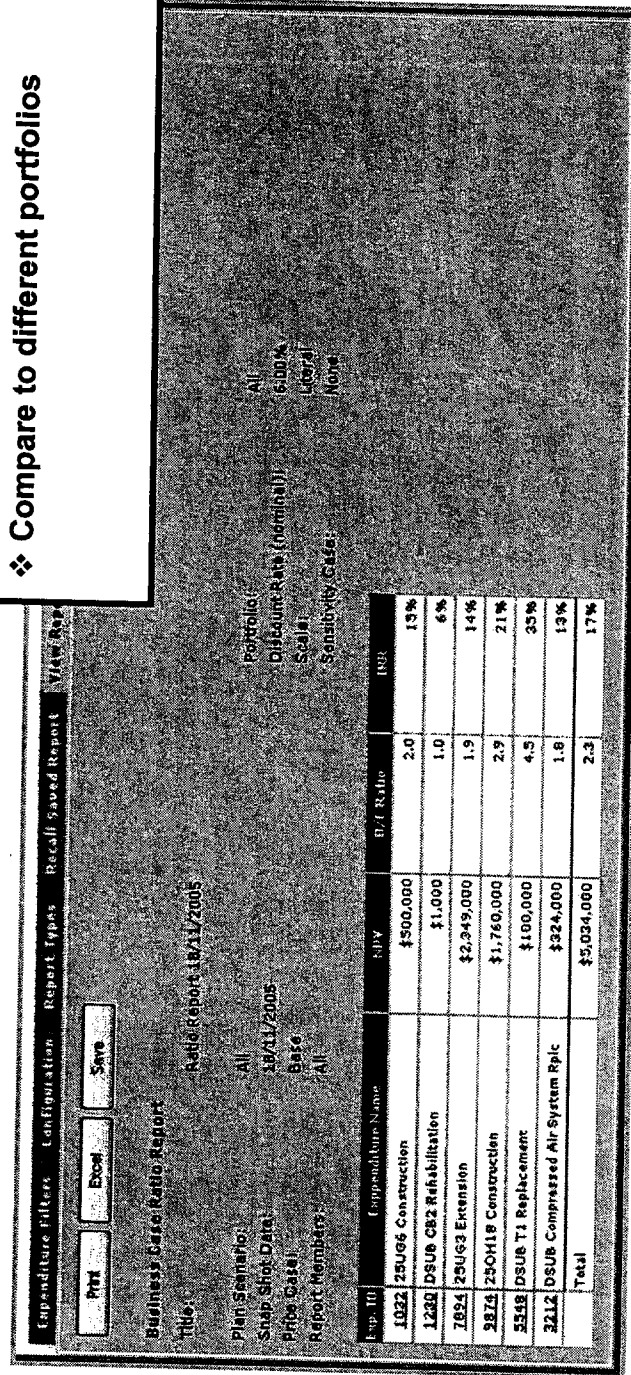 ❖ Compare to different portfolios
Expenditure Filters Configuration Report Types Recall Saved Report View Repo
Print Excel Save
Business Case Ratio Report
Title: Ratio Report 18/11/2005
Plan Scenario: All Portfolio: All
Snap Shot Date: 18/11/2005 Discount Rate (nominal): 6.00%
Price Case: Base Scale: Literal
Report Members: All Sensitivity Case: None
Exp. ID Exppenditure Name NPV B/C Ratio IRR
1032 25UG6 Construction $500,000 2.0 15%
1230 DSUB CB2 Rehabilitation $1,000 1.0 6%
7894 25UG3 Extension $2,349,000 1.9 14%
9874 25OH18 Construction $1,760,000 2.9 21%
5548 DSUB T1 Replacement $100,000 4.5 35%
3212 DSUB Compressed Air System Rplc $324,000 1.8 13%
Total $5,034,000 2.3 17%